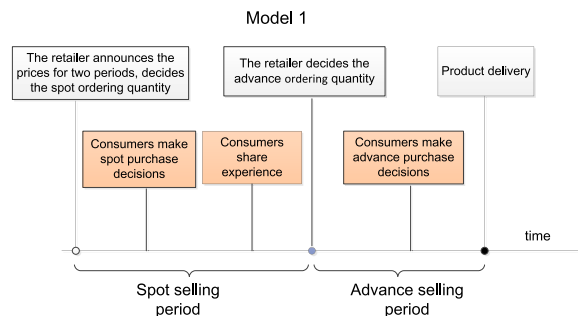 Model 1
The retailer announces the
prices for two periods, decides
the spot ordering quantity
The retailer decides the
advance ordering quantity
Product delivery
Consumers make
spot purchase
decisions
Consumers
share
experience
Consumers make
advance purchase
decisions
time
Spot selling
period
Advance selling
period